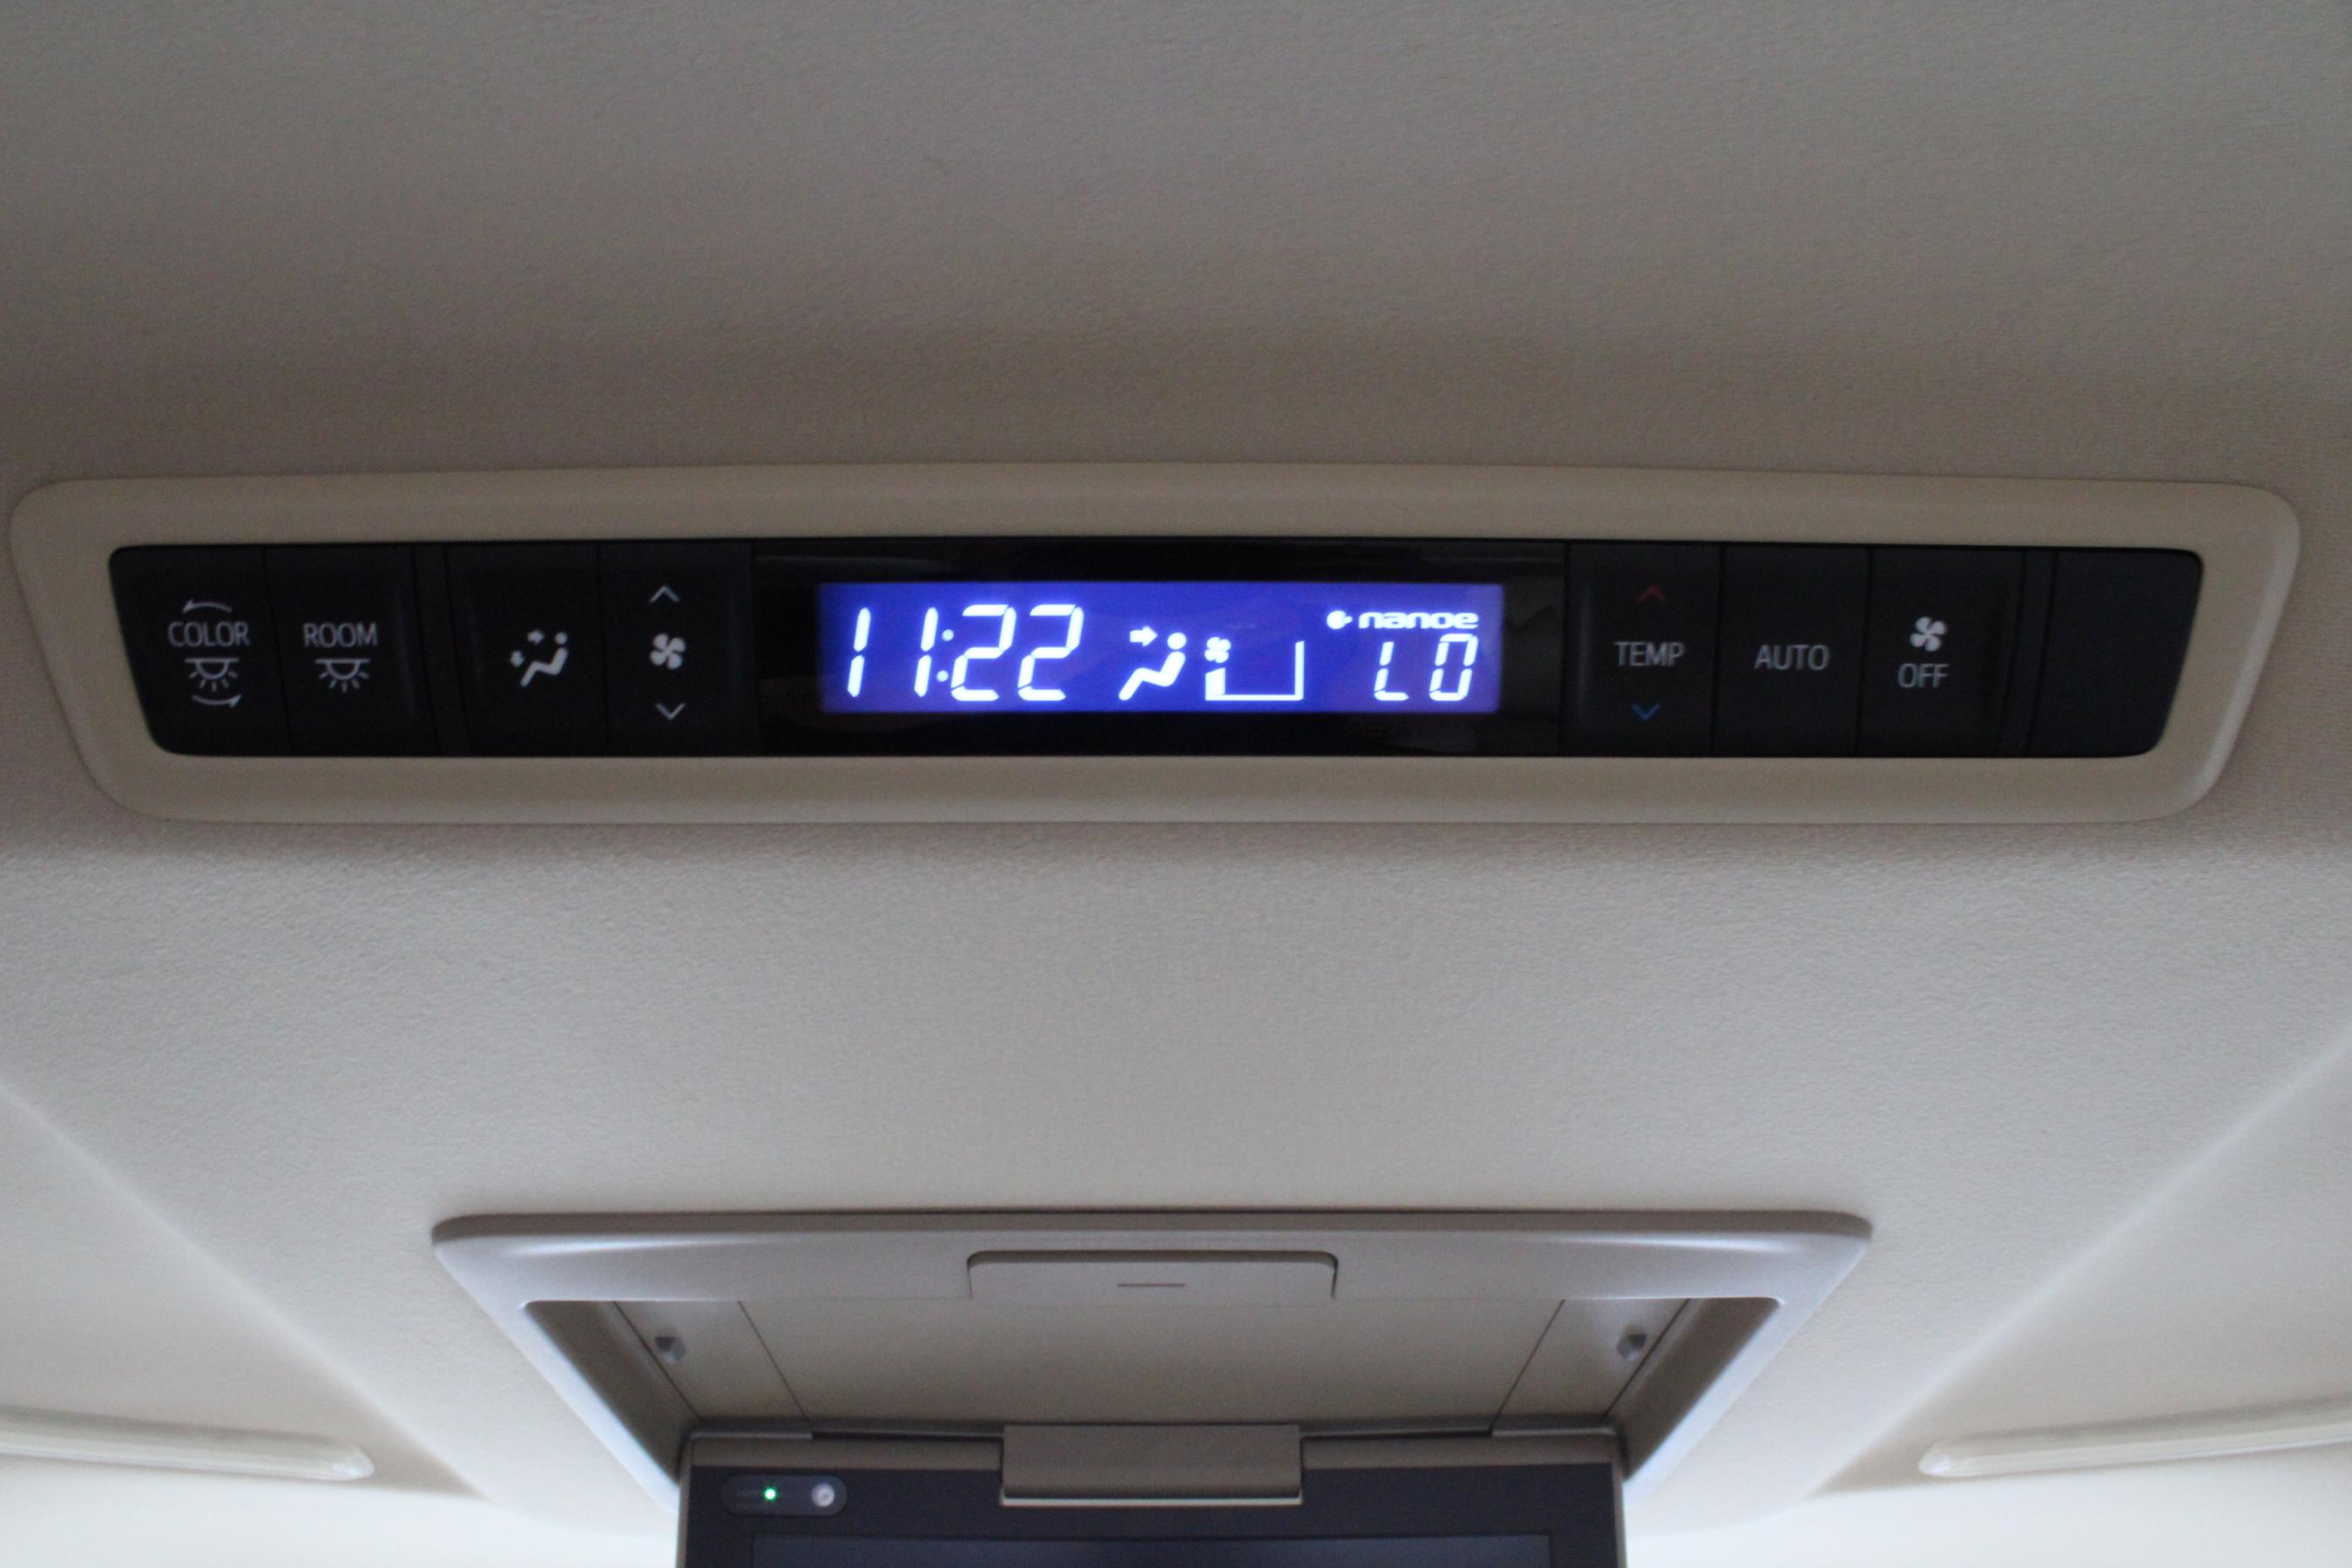 COLOR
ROOM
11:22
nanoe
LO
TEMP
AUTO
OFF